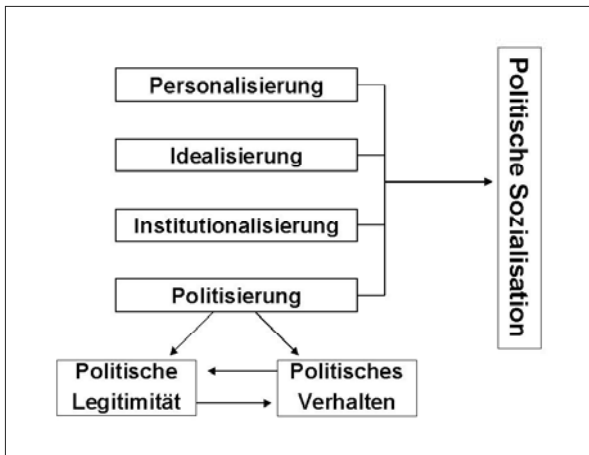 Personalisierung
Idealisierung
Institutionalisierung
Politisierung
Politische
Legitimität
Politisches
Verhalten
Politische Sozialisation